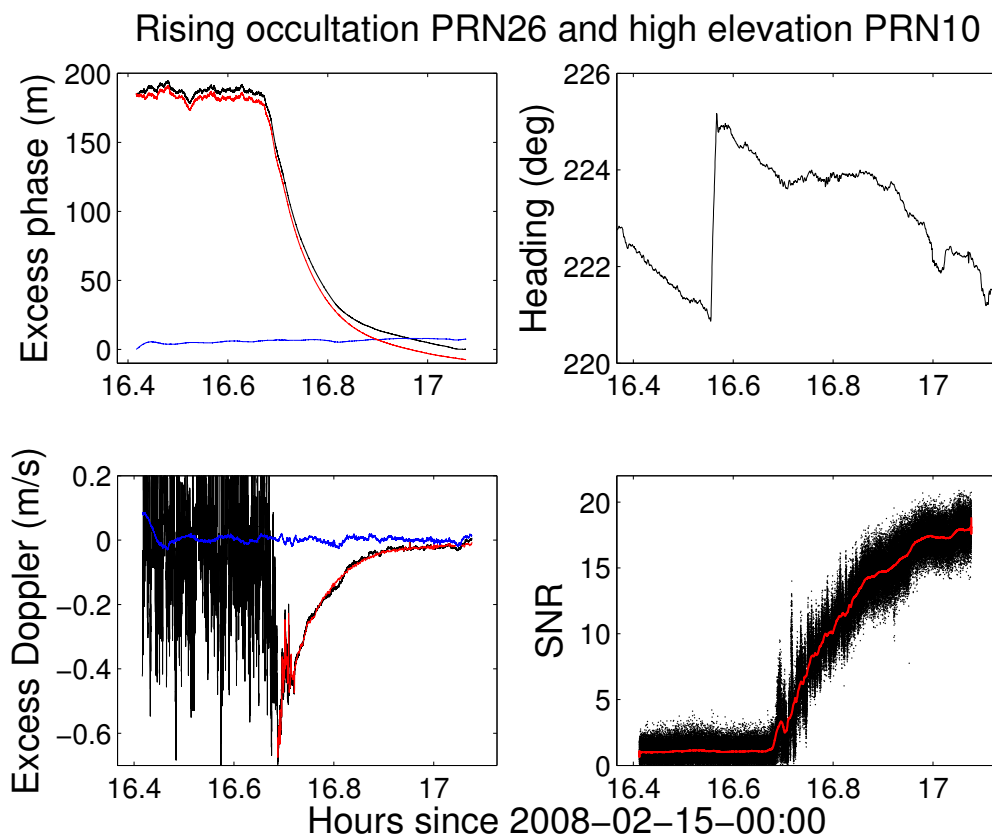 Rising occultation PRN26 and high elevation PRN10
Excess phase (m)
200
150
100
50
0
16.4 16.6 16.8 17
Heading (deg)
226
224
222
220
16.4 16.6 16.8 17
Excess Doppler (m/s)
0.2
0
−0.2
−0.4
−0.6
16.4 16.6 16.8 17
SNR
20
15
10
5
0
16.4 16.6 16.8 17
Hours since 2008−02−15−00:00